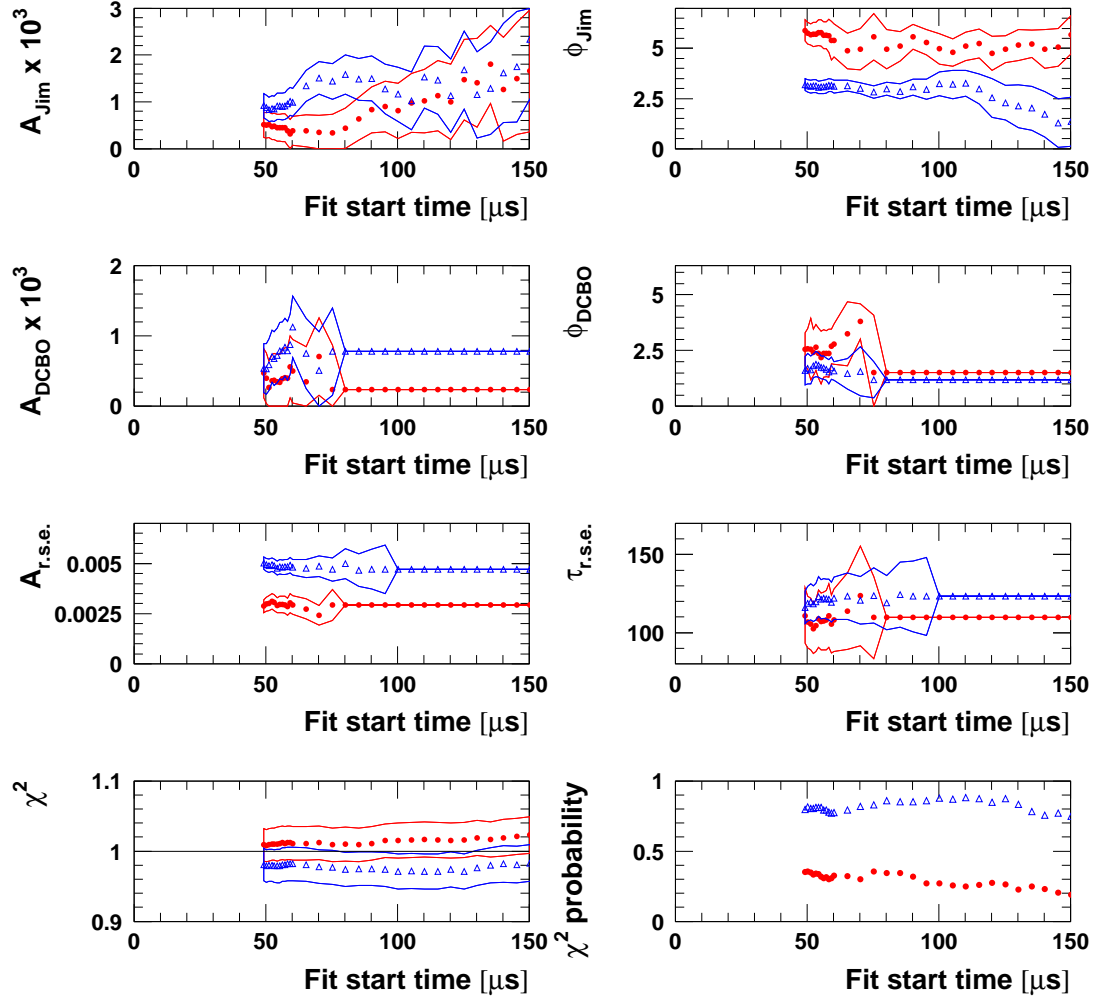 A_Jim x 10^3
3
2
1
0
0 50 100 150
Fit start time [μs]
ϕ_Jim
5
2.5
0
0 50 100 150
Fit start time [μs]
A_DCBO x 10^3
2
1
0
0 50 100 150
Fit start time [μs]
ϕ_DCBO
5
2.5
0
0 50 100 150
Fit start time [μs]
A_r.s.e.
0.005
0.0025
0
0 50 100 150
Fit start time [μs]
τ_r.s.e.
150
100
0 50 100 150
Fit start time [μs]
χ²
1.1
1
0.9
0 50 100 150
Fit start time [μs]
χ² probability
1
0.5
0
0 50 100 150
Fit start time [μs]